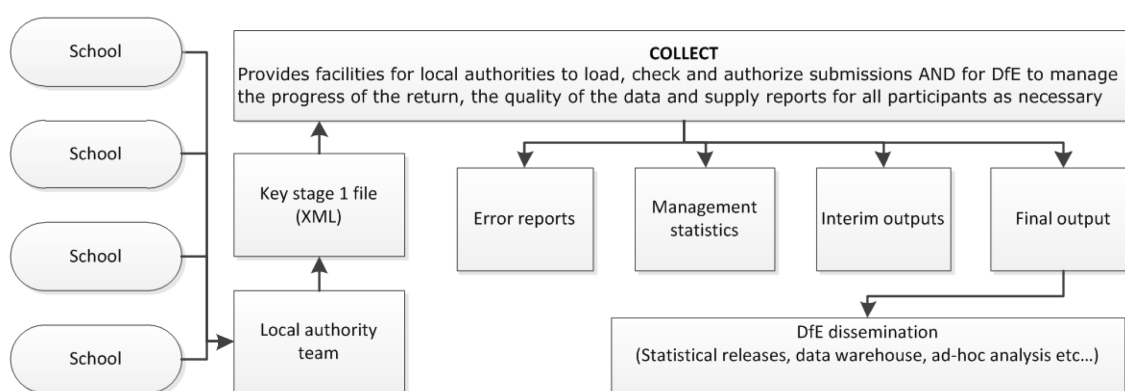 School
School
School
School
COLLECT
Provides facilities for local authorities to load, check and authorize submissions AND for DfE to manage
the progress of the return, the quality of the data and supply reports for all participants as necessary
Key stage 1 file
(XML)
Local authority
team
Error reports
Management
statistics
Interim outputs
Final output
DfE dissemination
(Statistical releases, data warehouse, ad-hoc analysis etc...)